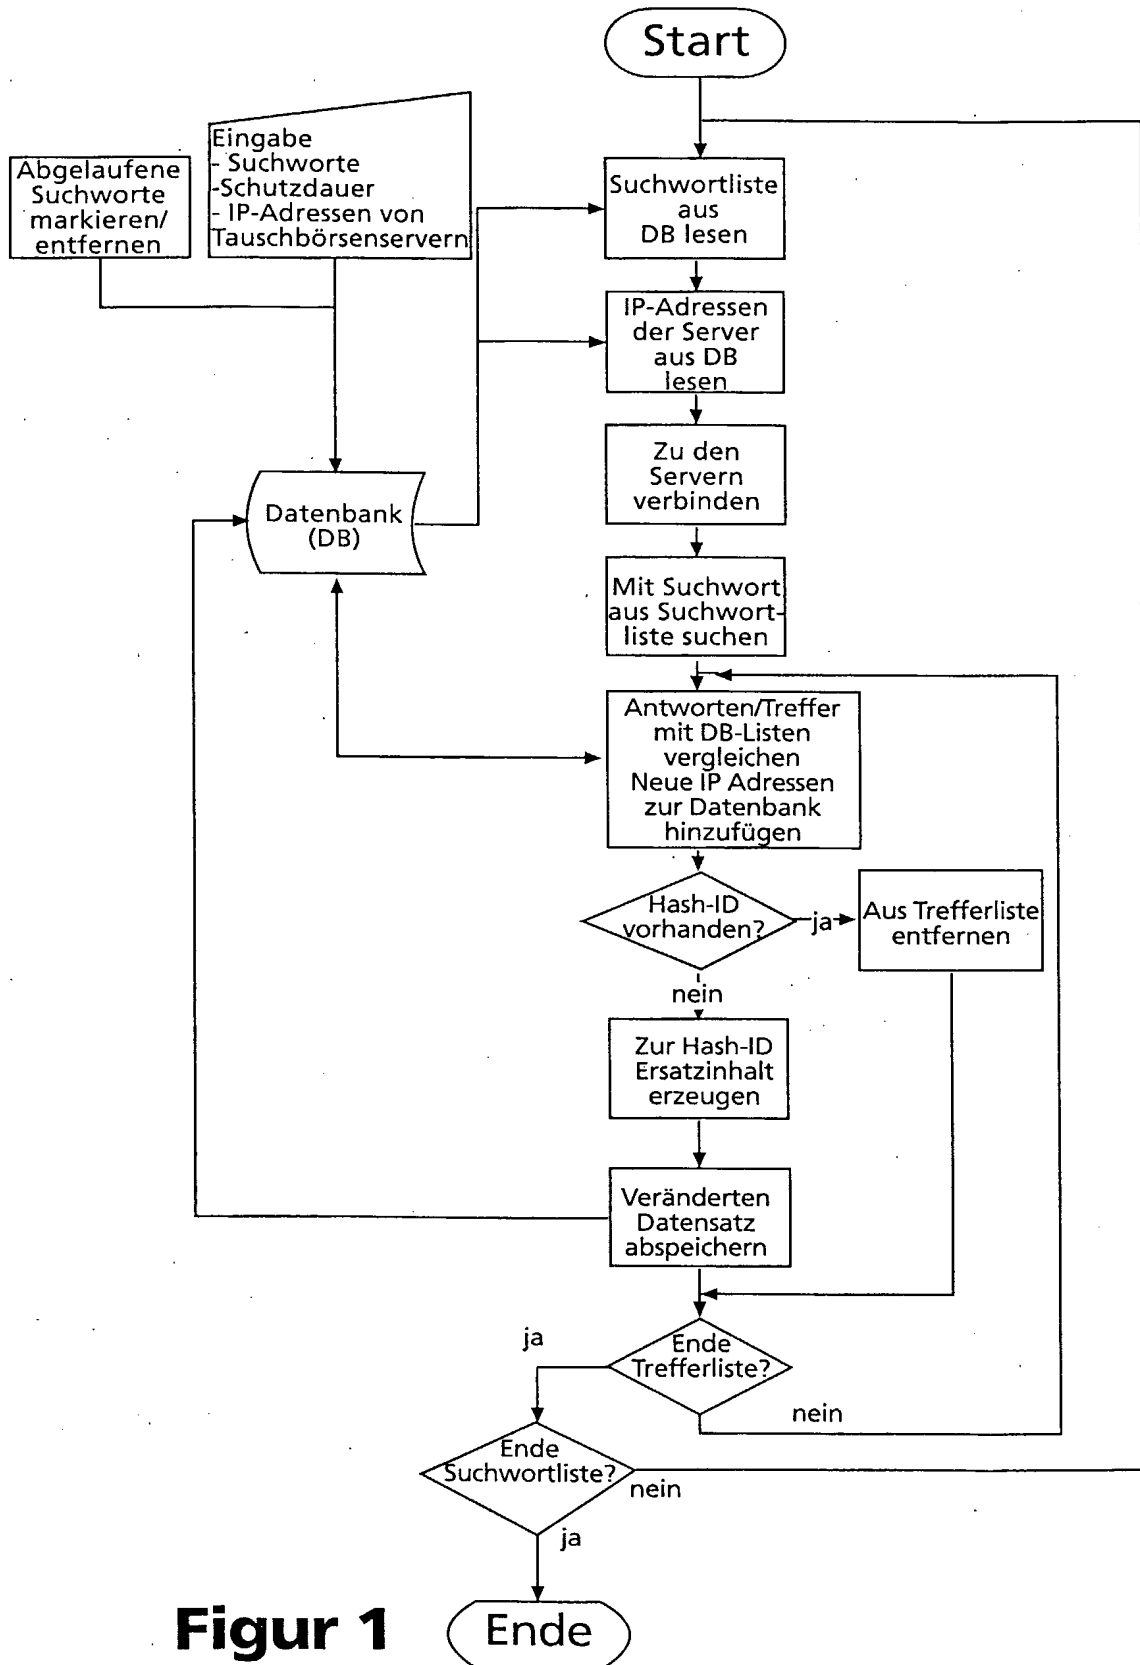 Start
Eingabe
- Suchworte
-Schutzdauer
- IP-Adressen von
Tauschbörsenservern
Abgelaufene
Suchworte
markieren/
entfernen
Suchwortliste
aus
DB lesen
IP-Adressen
der Server
aus DB
lesen
Zu den
Servern
verbinden
Datenbank
(DB)
Mit Suchwort
aus Suchwort-
liste suchen
Antworten/Treffer
mit DB-Listen
vergleichen
Neue IP Adressen
zur Datenbank
hinzufügen
Hash-ID
vorhanden?
ja
Aus Trefferliste
entfernen
nein
Zur Hash-ID
Ersatzinhalt
erzeugen
Veränderten
Datensatz
abspeichern
Ende
Trefferliste?
ja
nein
Ende
Suchwortliste?
nein
ja
Ende
Figur 1